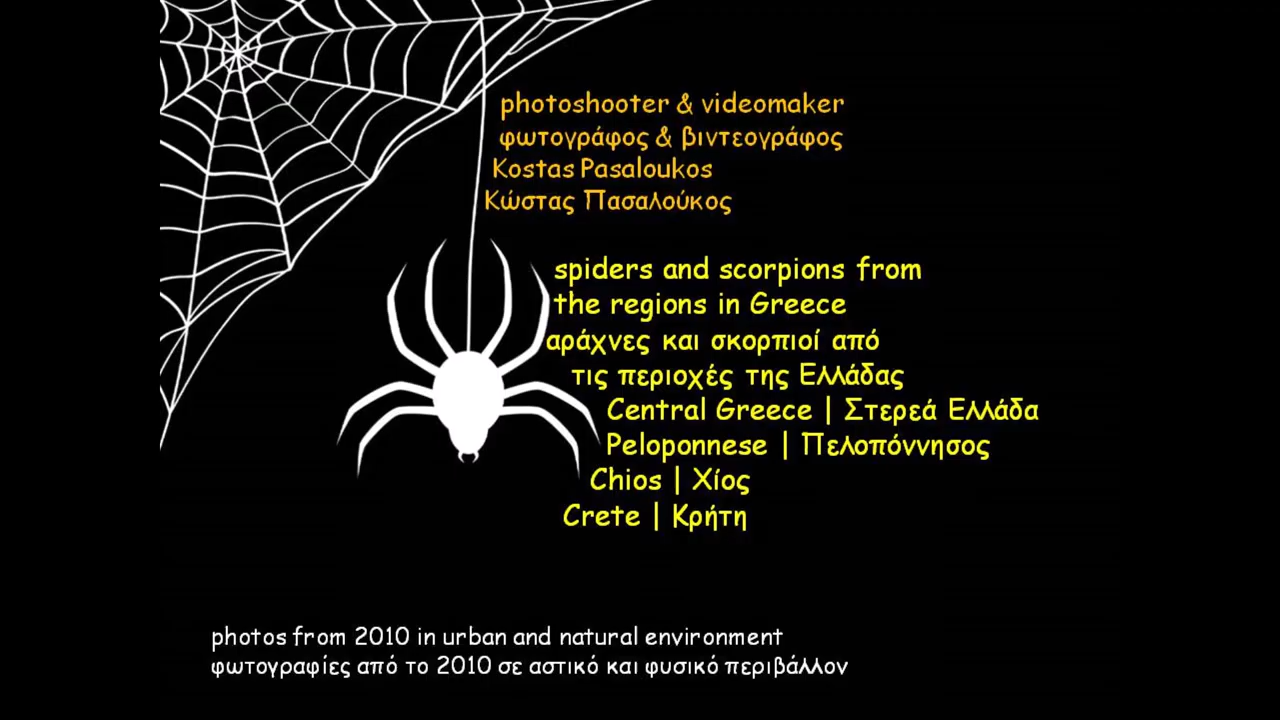 photoshooter & videomaker
φωτογράφος & βιντεογράφος
Kostas Pasaloukos
Κώστας Πασαλούκος
spiders and scorpions from
the regions in Greece
αράχνες και σκορπιοί από
τις περιοχές της Ελλάδας
Central Greece | Στερεά Ελλάδα
Peloponnese | Πελοπόννησος
Chios | Χίος
Crete | Κρήτη
photos from 2010 in urban and natural environment
φωτογραφίες από το 2010 σε αστικό και φυσικό περιβάλλον